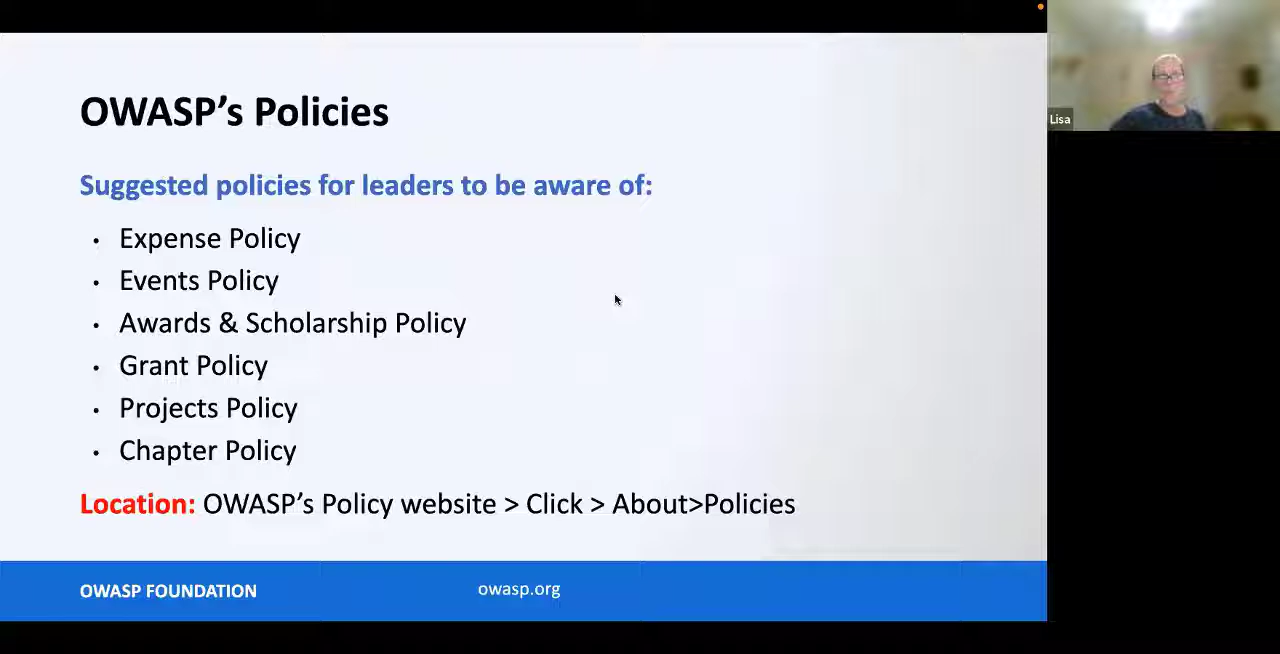 OWASP’s Policies
Suggested policies for leaders to be aware of:
• Expense Policy
• Events Policy
• Awards & Scholarship Policy
• Grant Policy
• Projects Policy
• Chapter Policy
Location: OWASP’s Policy website > Click > About>Policies
OWASP FOUNDATION
owasp.org
Lisa